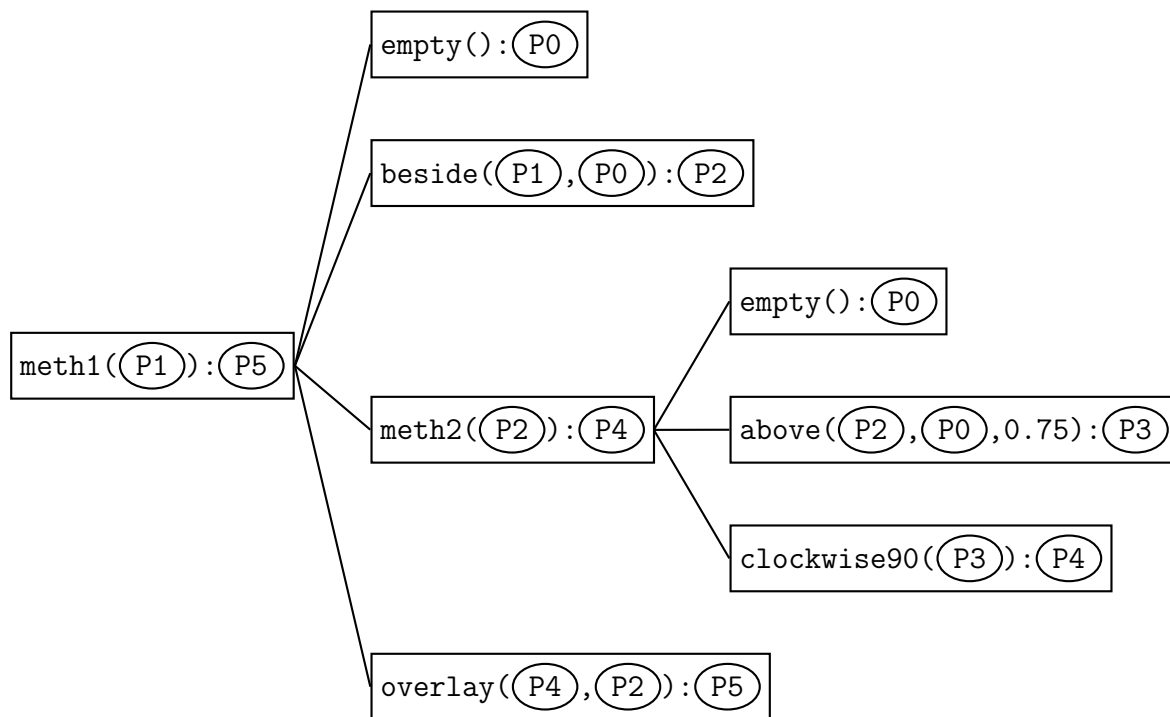 empty():P0
beside(P1,P0):P2
empty():P0
meth1(P1):P5
meth2(P2):P4
above(P2,P0,0.75):P3
clockwise90(P3):P4
overlay(P4,P2):P5